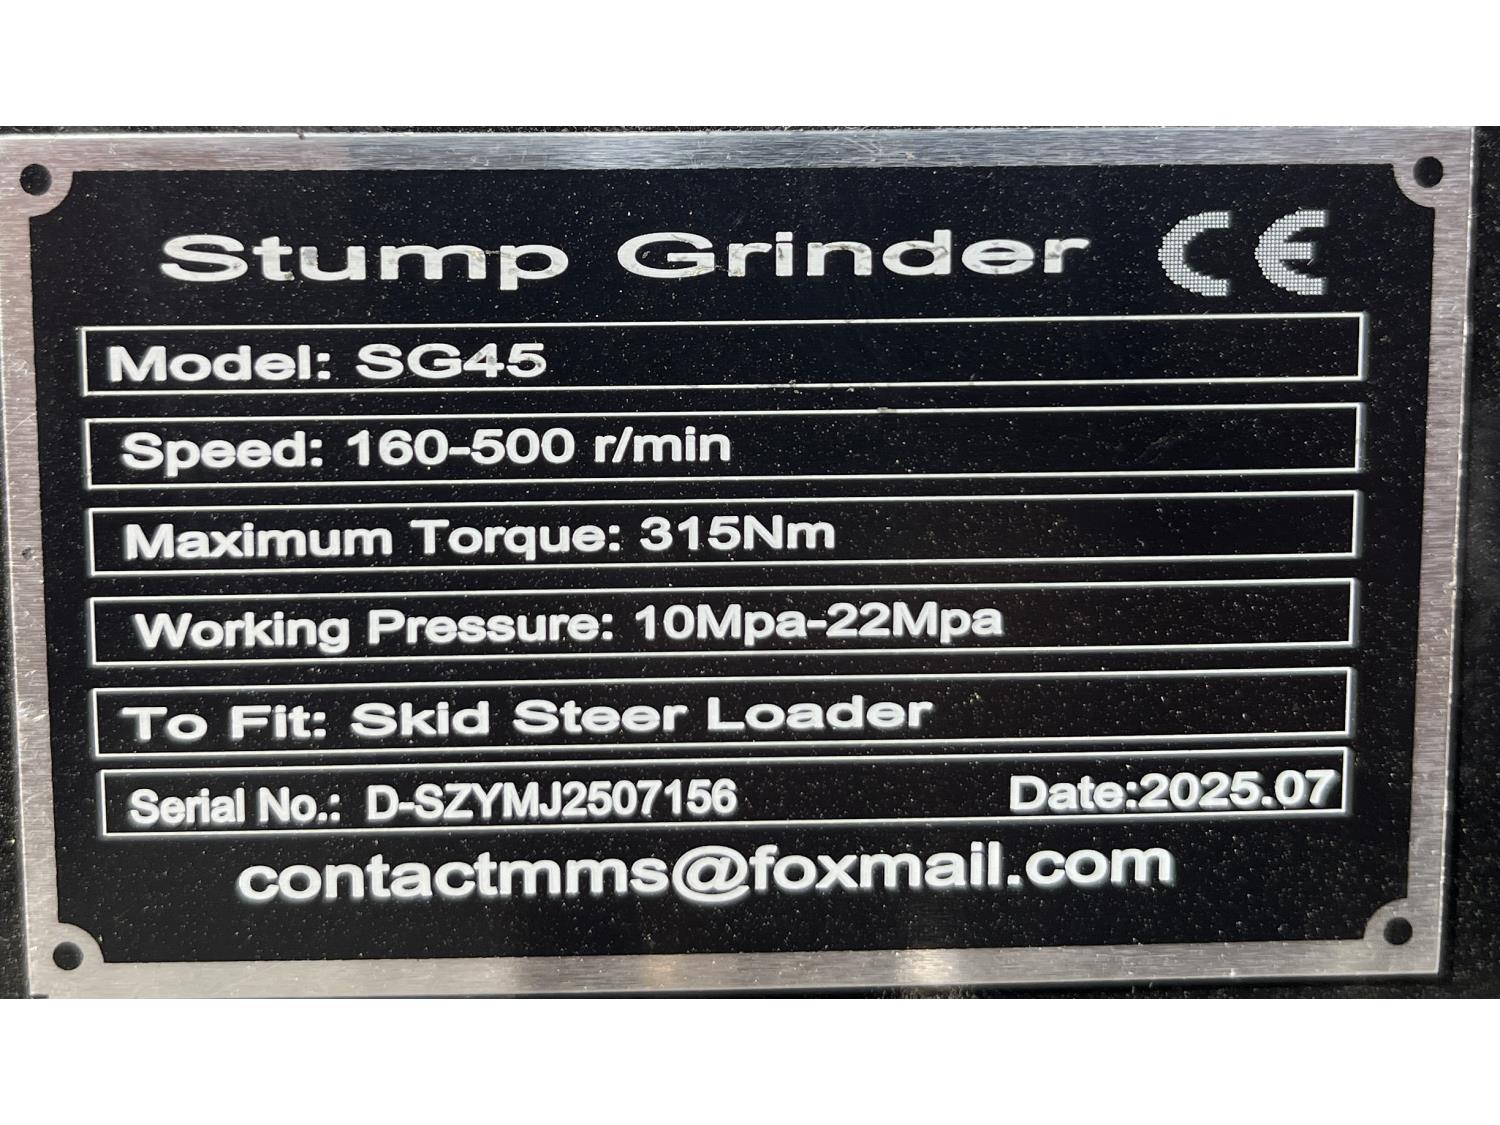 Stump Grinder CE
Model: SG45
Speed: 160-500 r/min
Maximum Torque: 315Nm
Working Pressure: 10Mpa-22Mpa
To Fit: Skid Steer Loader
Serial No.: D-SZYMJ2507156 Date:2025.07
contactmms@foxmail.com